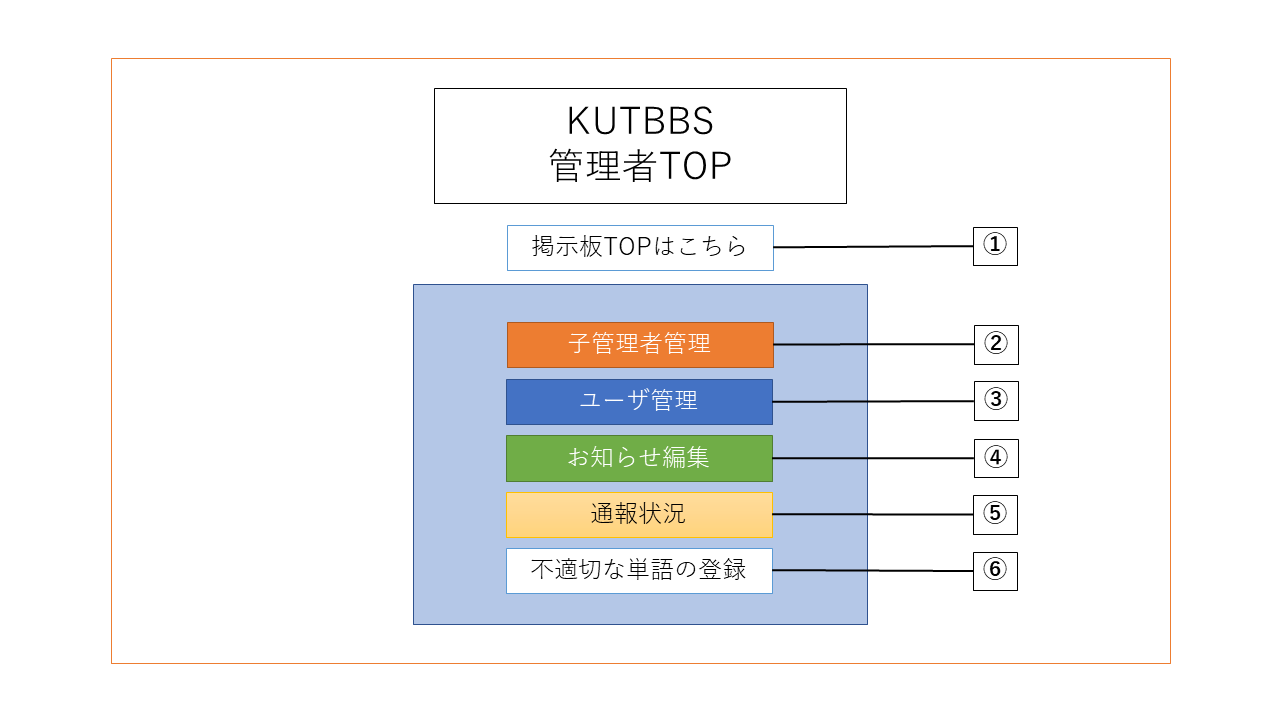 KUTBBS
管理者TOP
掲示板TOPはこちら
①
子管理者管理
②
ユーザ管理
③
お知らせ編集
④
通報状況
⑤
不適切な単語の登録
⑥